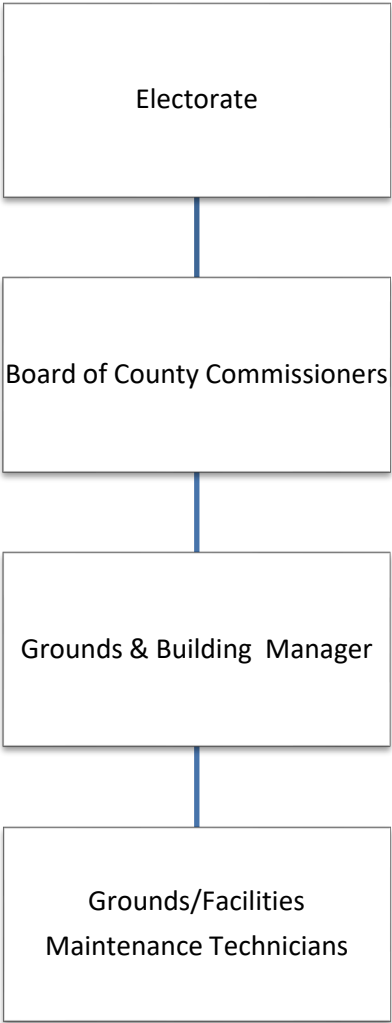 Electorate
Board of County Commissioners
Grounds & Building  Manager
Grounds/Facilities
Maintenance Technicians